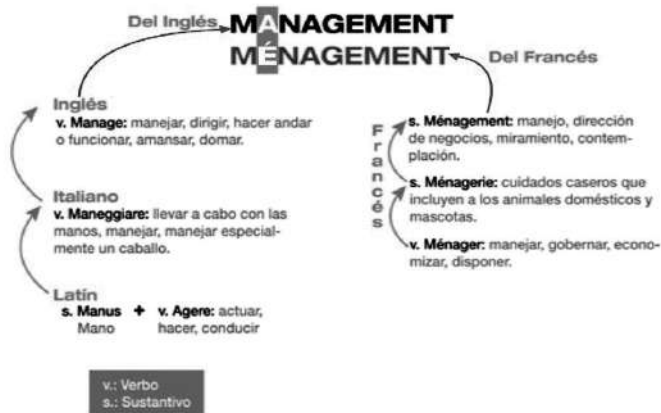 Del Inglés
MANAGEMENT
MÉNAGEMENT
Del Francés
Inglés
v. Manage: manejar, dirigir, hacer andar
o funcionar, amansar, domar.
Italiano
v. Maneggiare: llevar a cabo con las
manos, manejar, manejar especial-
mente un caballo.
Latín
s. Manus + v. Agere: actuar,
Mano hacer, conducir
Francés
s. Ménagement: manejo, dirección
de negocios, miramiento, contem-
plación.
s. Ménagerie: cuidados caseros que
incluyen a los animales domésticos y
mascotas.
v. Ménager: manejar, gobernar, econo-
mizar, disponer.
v.: Verbo
s.: Sustantivo